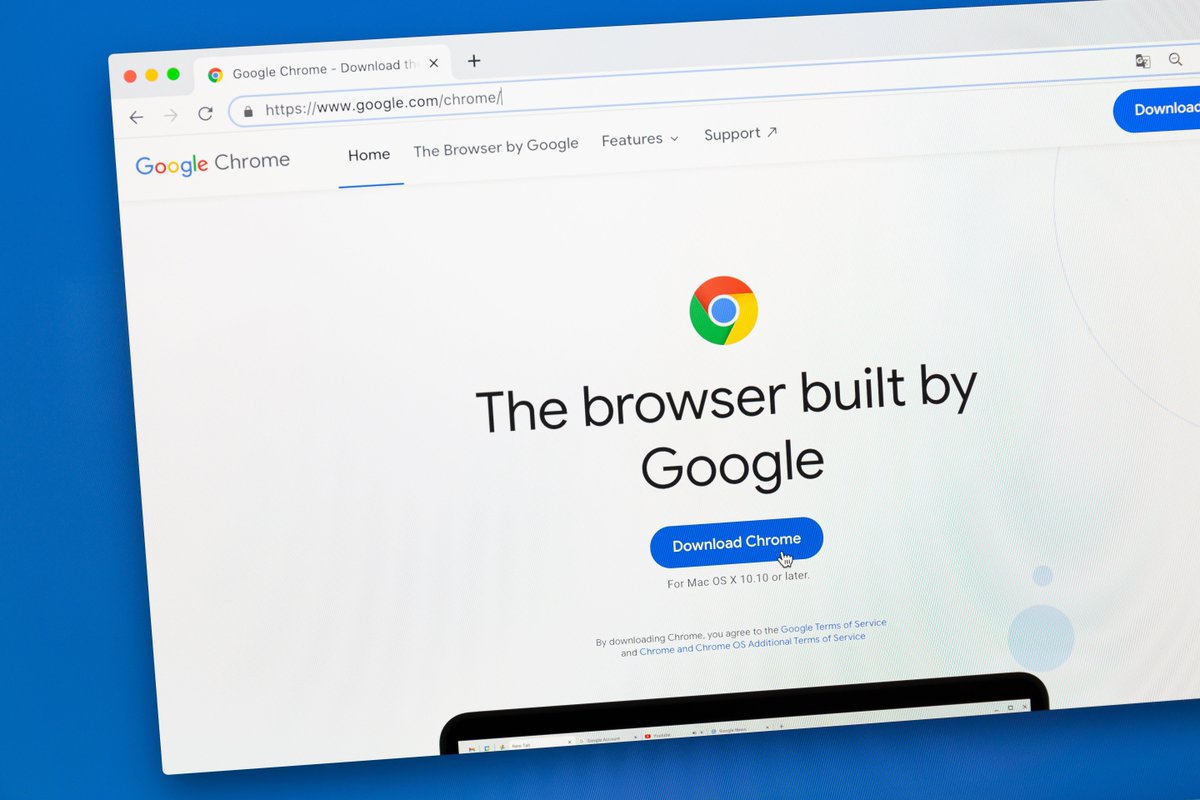 Google Chrome - Download th
https://www.google.com/chrome/
Download
Google Chrome
Home
The Browser by Google
Features
Support
The browser built by
Google
Download Chrome
For Mac OS X 10.10 or later.
By downloading Chrome, you agree to the Google Terms of Service
and Chrome and Chrome OS Additional Terms of Service
New Tab
Google Account
Youtube
Google News